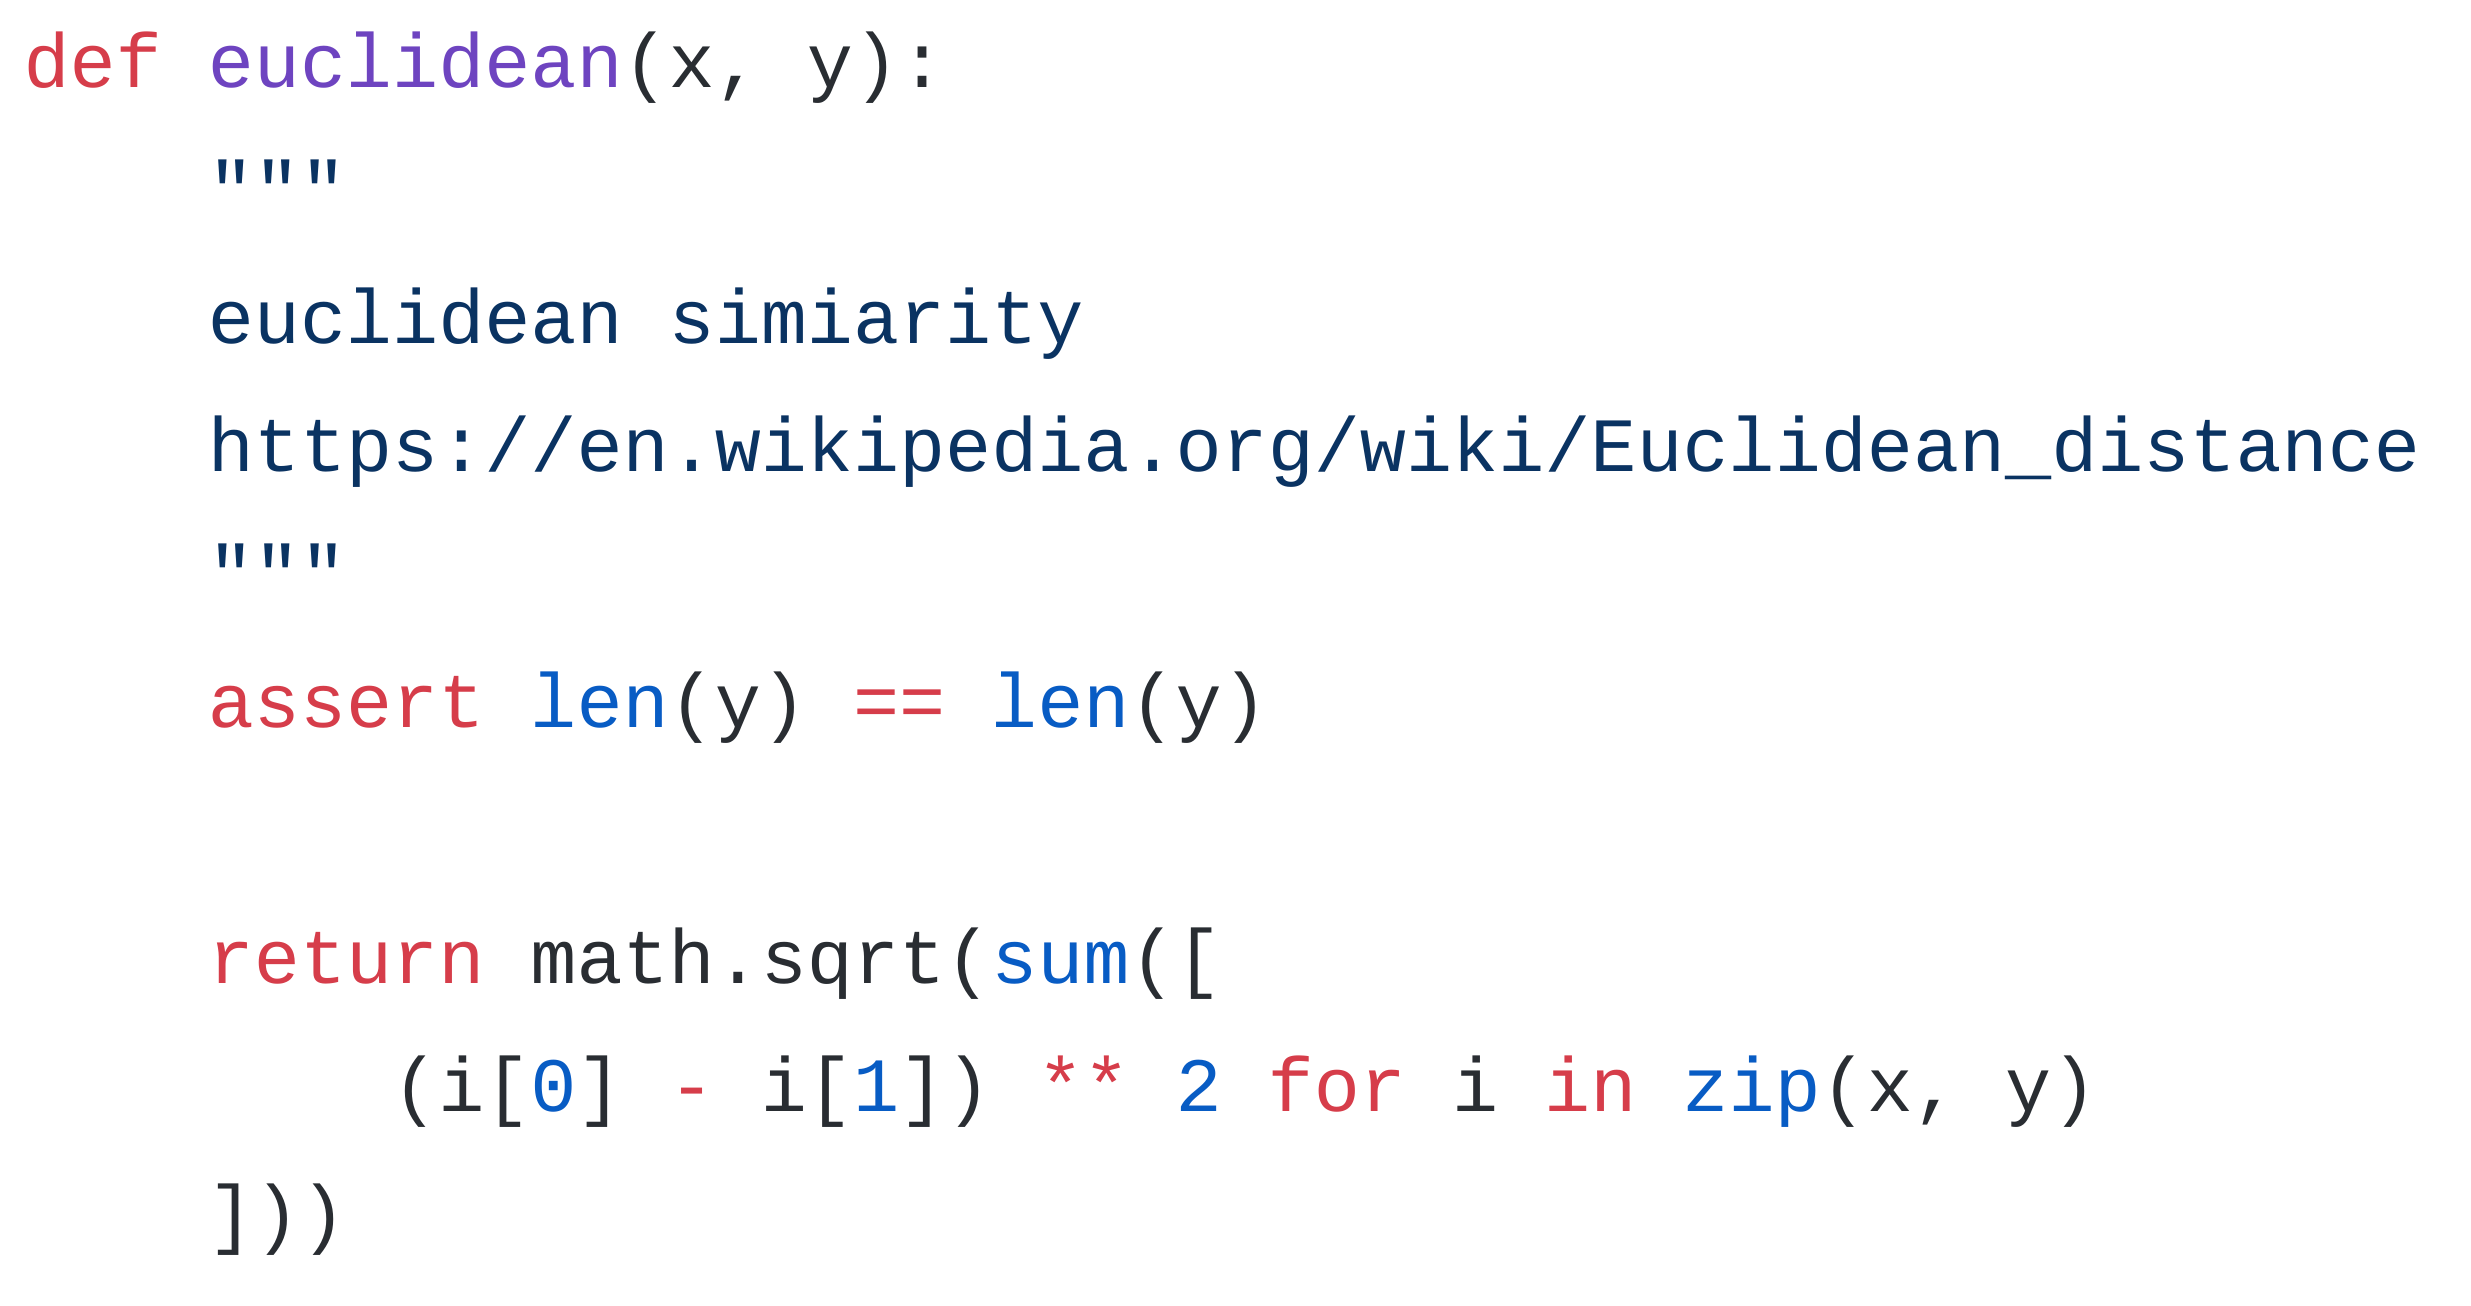 def euclidean(x, y):
    """
    euclidean simiarity
    https://en.wikipedia.org/wiki/Euclidean_distance
    """
    assert len(y) == len(y)

    return math.sqrt(sum([
        (i[0] - i[1]) ** 2 for i in zip(x, y)
    ]))